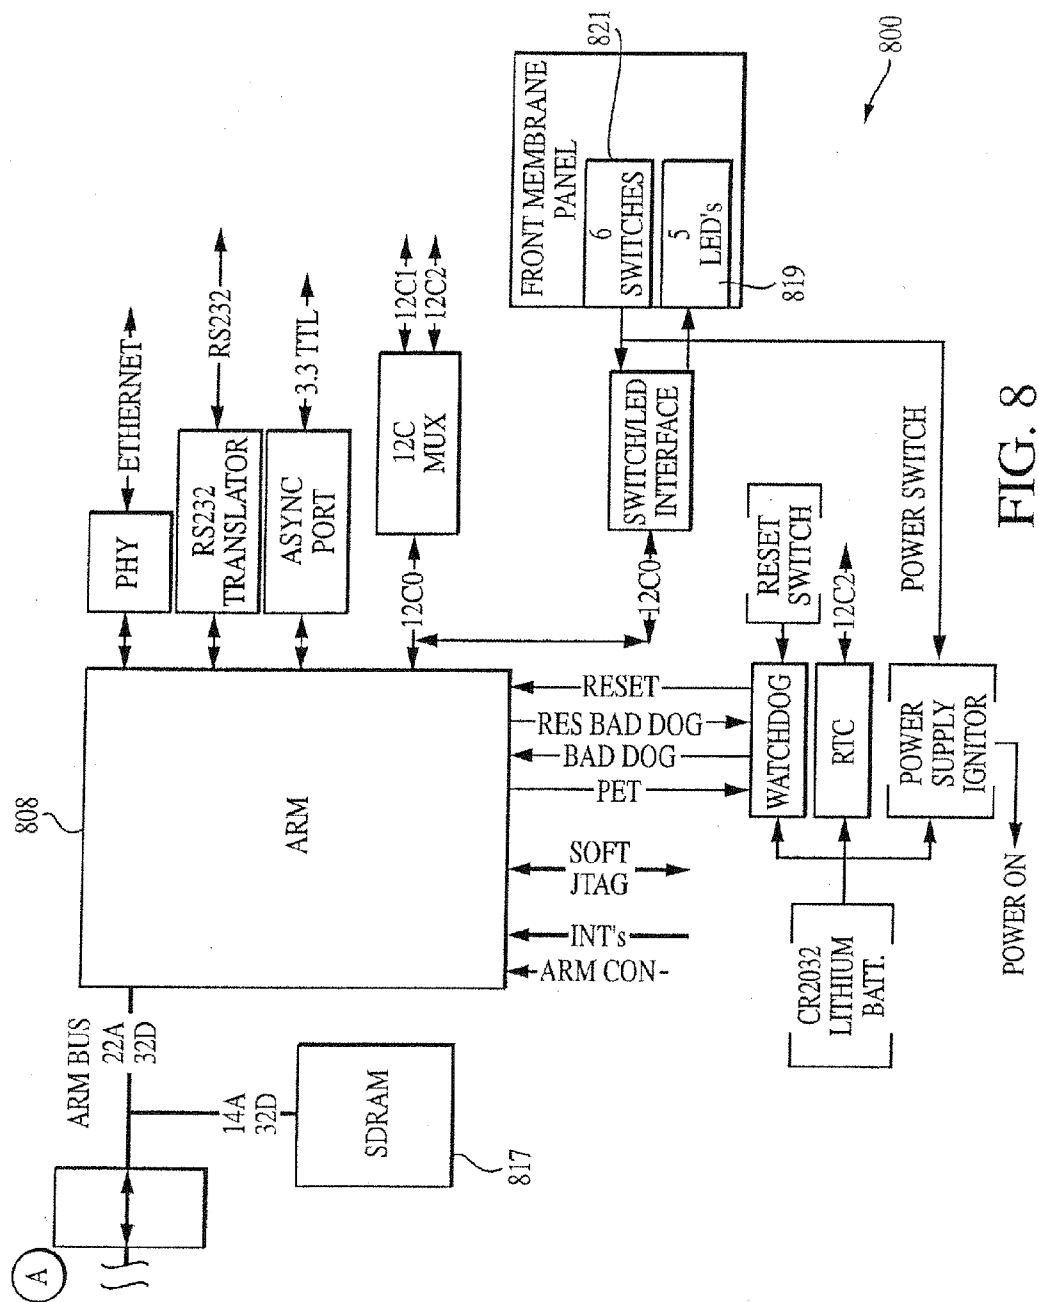 A
ARM BUS
22A
32D
14A
32D
SDRAM
817
808
ARM
PHY
ETHERNET
RS232
TRANSLATOR
RS232
ASYNC
PORT
3.3 TTL
12C0
12C
MUX
12C1
12C2
12C0
SWITCH/LED
INTERFACE
FRONT MEMBRANE
PANEL
6
SWITCHES
5
LED's
821
819
800
ARM CON
INT's
SOFT
JTAG
PET
BAD DOG
RES BAD DOG
RESET
WATCHDOG
RESET
SWITCH
RTC
12C2
POWER
SUPPLY
IGNITOR
POWER SWITCH
CR2032
LITHIUM
BATT.
POWER ON
FIG. 8